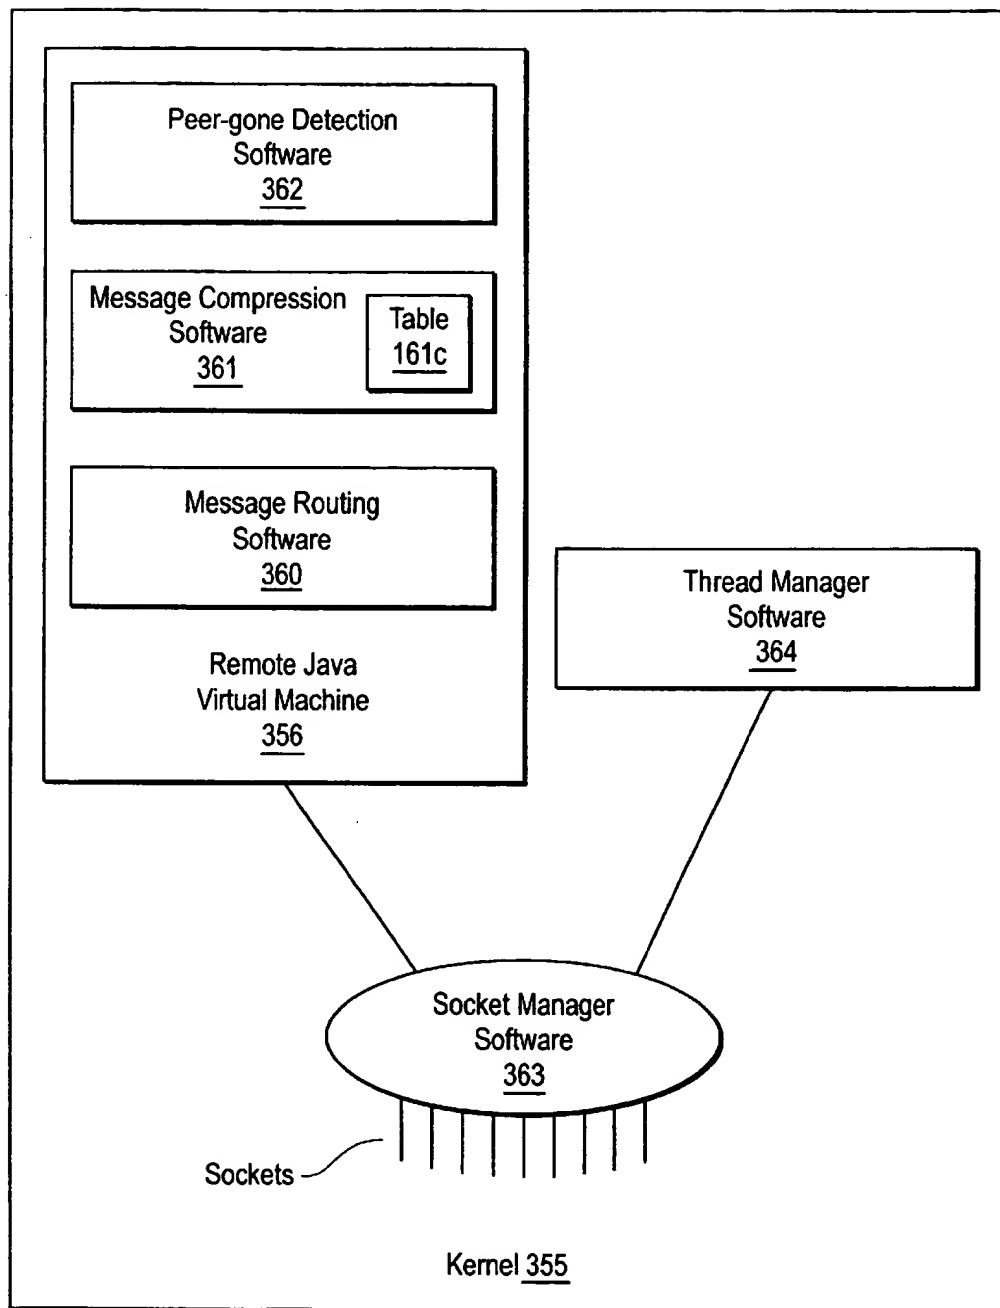 Peer-gone Detection
Software
362
Message Compression
Software
361
Table
161c
Message Routing
Software
360
Remote Java
Virtual Machine
356
Thread Manager
Software
364
Socket Manager
Software
363
Sockets
Kernel 355